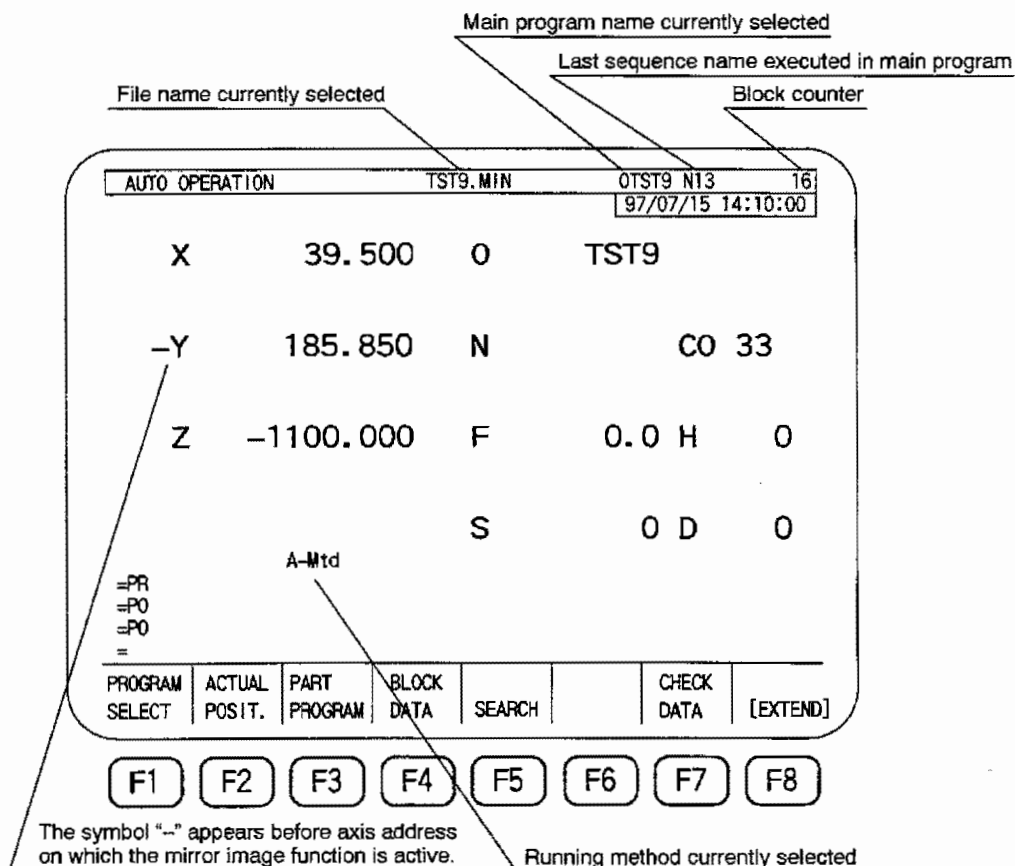 Main program name currently selected
Last sequence name executed in main program
File name currently selected
Block counter
AUTO OPERATION TST9.MIN OTST9 N13 16
97/07/15 14:10:00
X 39.500 O TST9
–Y 185.850 N CO 33
Z –1100.000 F 0.0 H 0
S 0 D 0
A-Mtd
=PR
=PO
=PO
=
PROGRAM SELECT
ACTUAL POSIT.
PART PROGRAM
BLOCK DATA
SEARCH
CHECK DATA
[EXTEND]
F1 F2 F3 F4 F5 F6 F7 F8
The symbol "–" appears before axis address
on which the mirror image function is active.
Running method currently selected